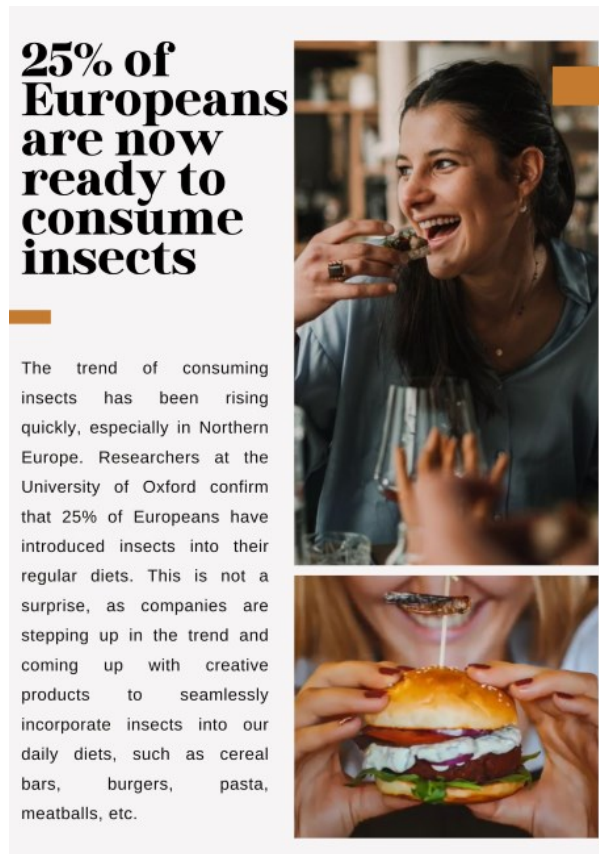 25% of
Europeans
are now
ready to
consume
insects
The trend of consuming
insects has been rising
quickly, especially in Northern
Europe. Researchers at the
University of Oxford confirm
that 25% of Europeans have
introduced insects into their
regular diets. This is not a
surprise, as companies are
stepping up in the trend and
coming up with creative
products to seamlessly
incorporate insects into our
daily diets, such as cereal
bars, burgers, pasta,
meatballs, etc.